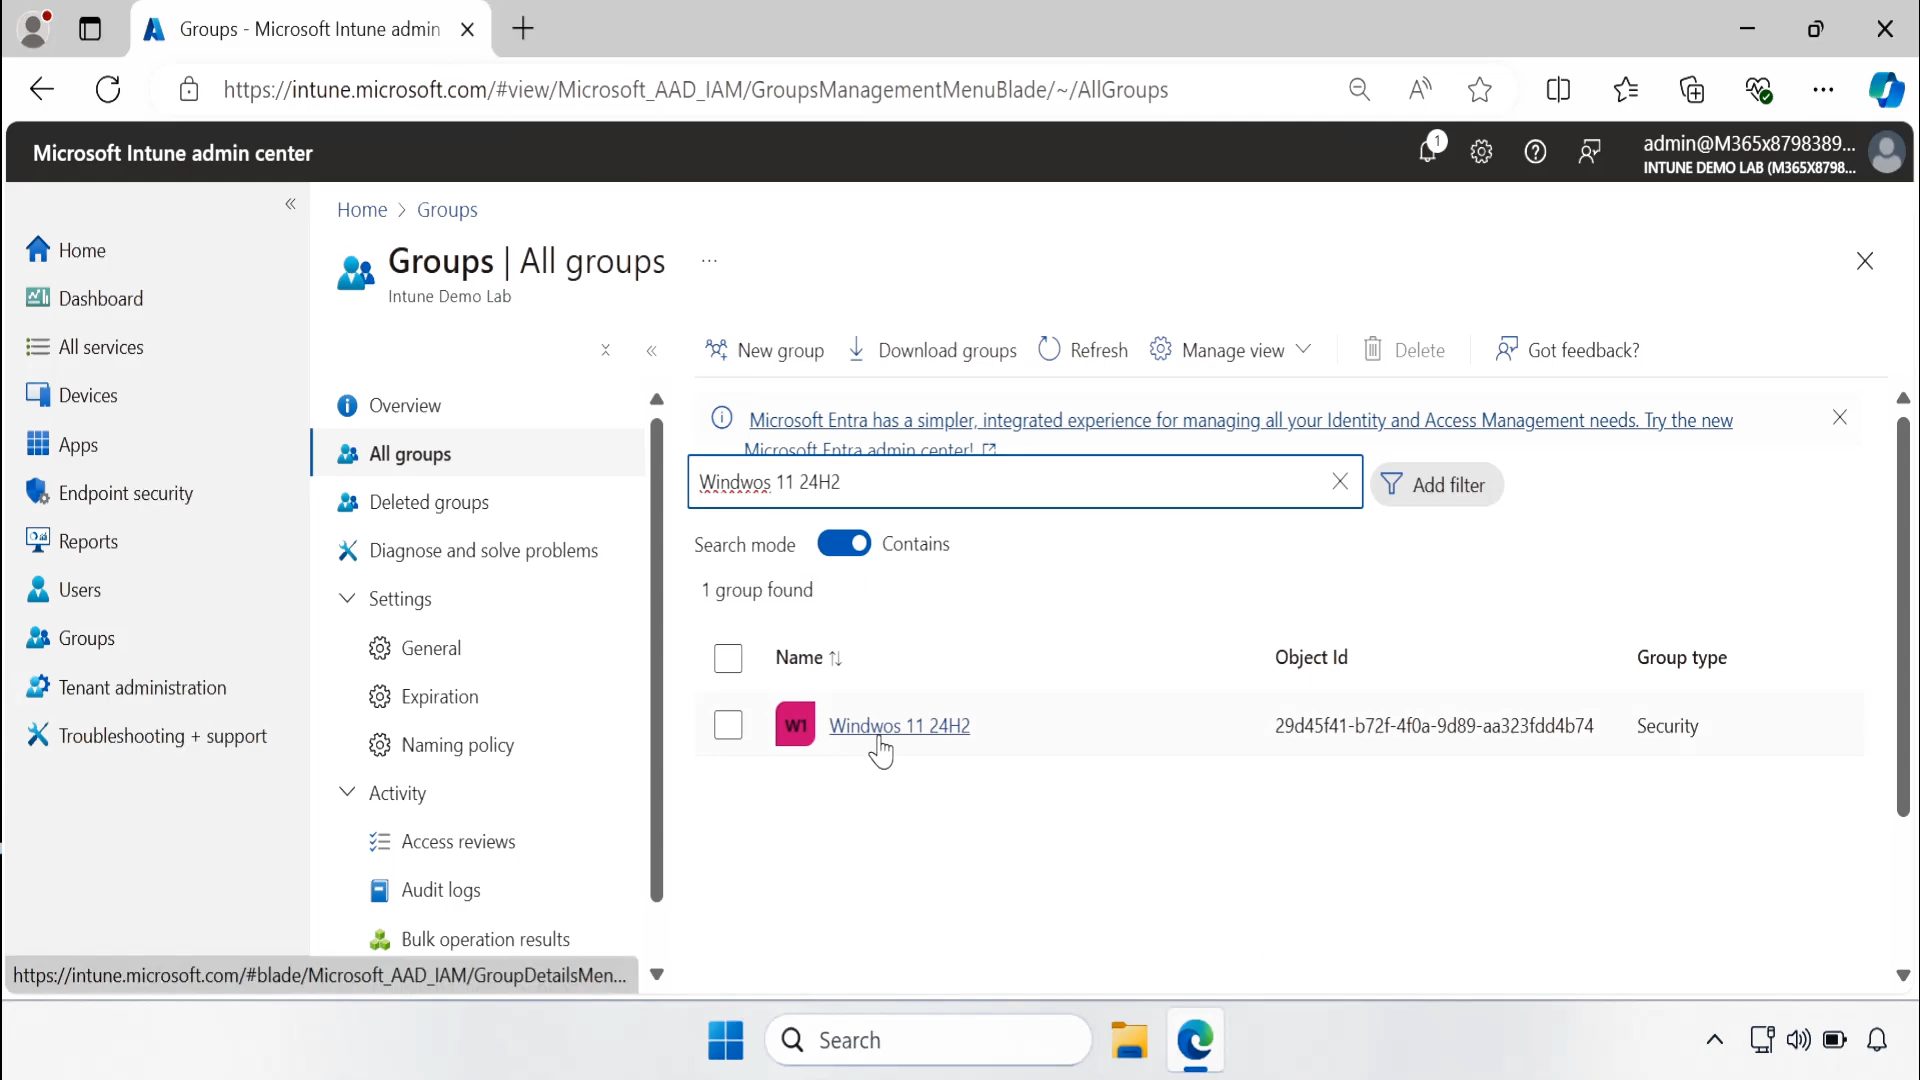 Groups - Microsoft Intune admin
https://intune.microsoft.com/#view/Microsoft_AAD_IAM/GroupsManagementMenuBlade/~/AllGroups
Microsoft Intune admin center
1
admin@M365x8798389...
INTUNE DEMO LAB (M365X8798...
Home
Dashboard
All services
Devices
Apps
Endpoint security
Reports
Users
Groups
Tenant administration
Troubleshooting + support
Home > Groups
Groups | All groups ...
Intune Demo Lab
Overview
All groups
Deleted groups
Diagnose and solve problems
Settings
General
Expiration
Naming policy
Activity
Access reviews
Audit logs
Bulk operation results
New group Download groups Refresh Manage view Delete Got feedback?
Microsoft Entra has a simpler, integrated experience for managing all your Identity and Access Management needs. Try the new
Microsoft Entra admin center!
Windwos 11 24H2
Add filter
Search mode Contains
1 group found
Name Object Id Group type
W1 Windwos 11 24H2 29d45f41-b72f-4f0a-9d89-aa323fdd4b74 Security
https://intune.microsoft.com/#blade/Microsoft_AAD_IAM/GroupDetailsMen...
Search